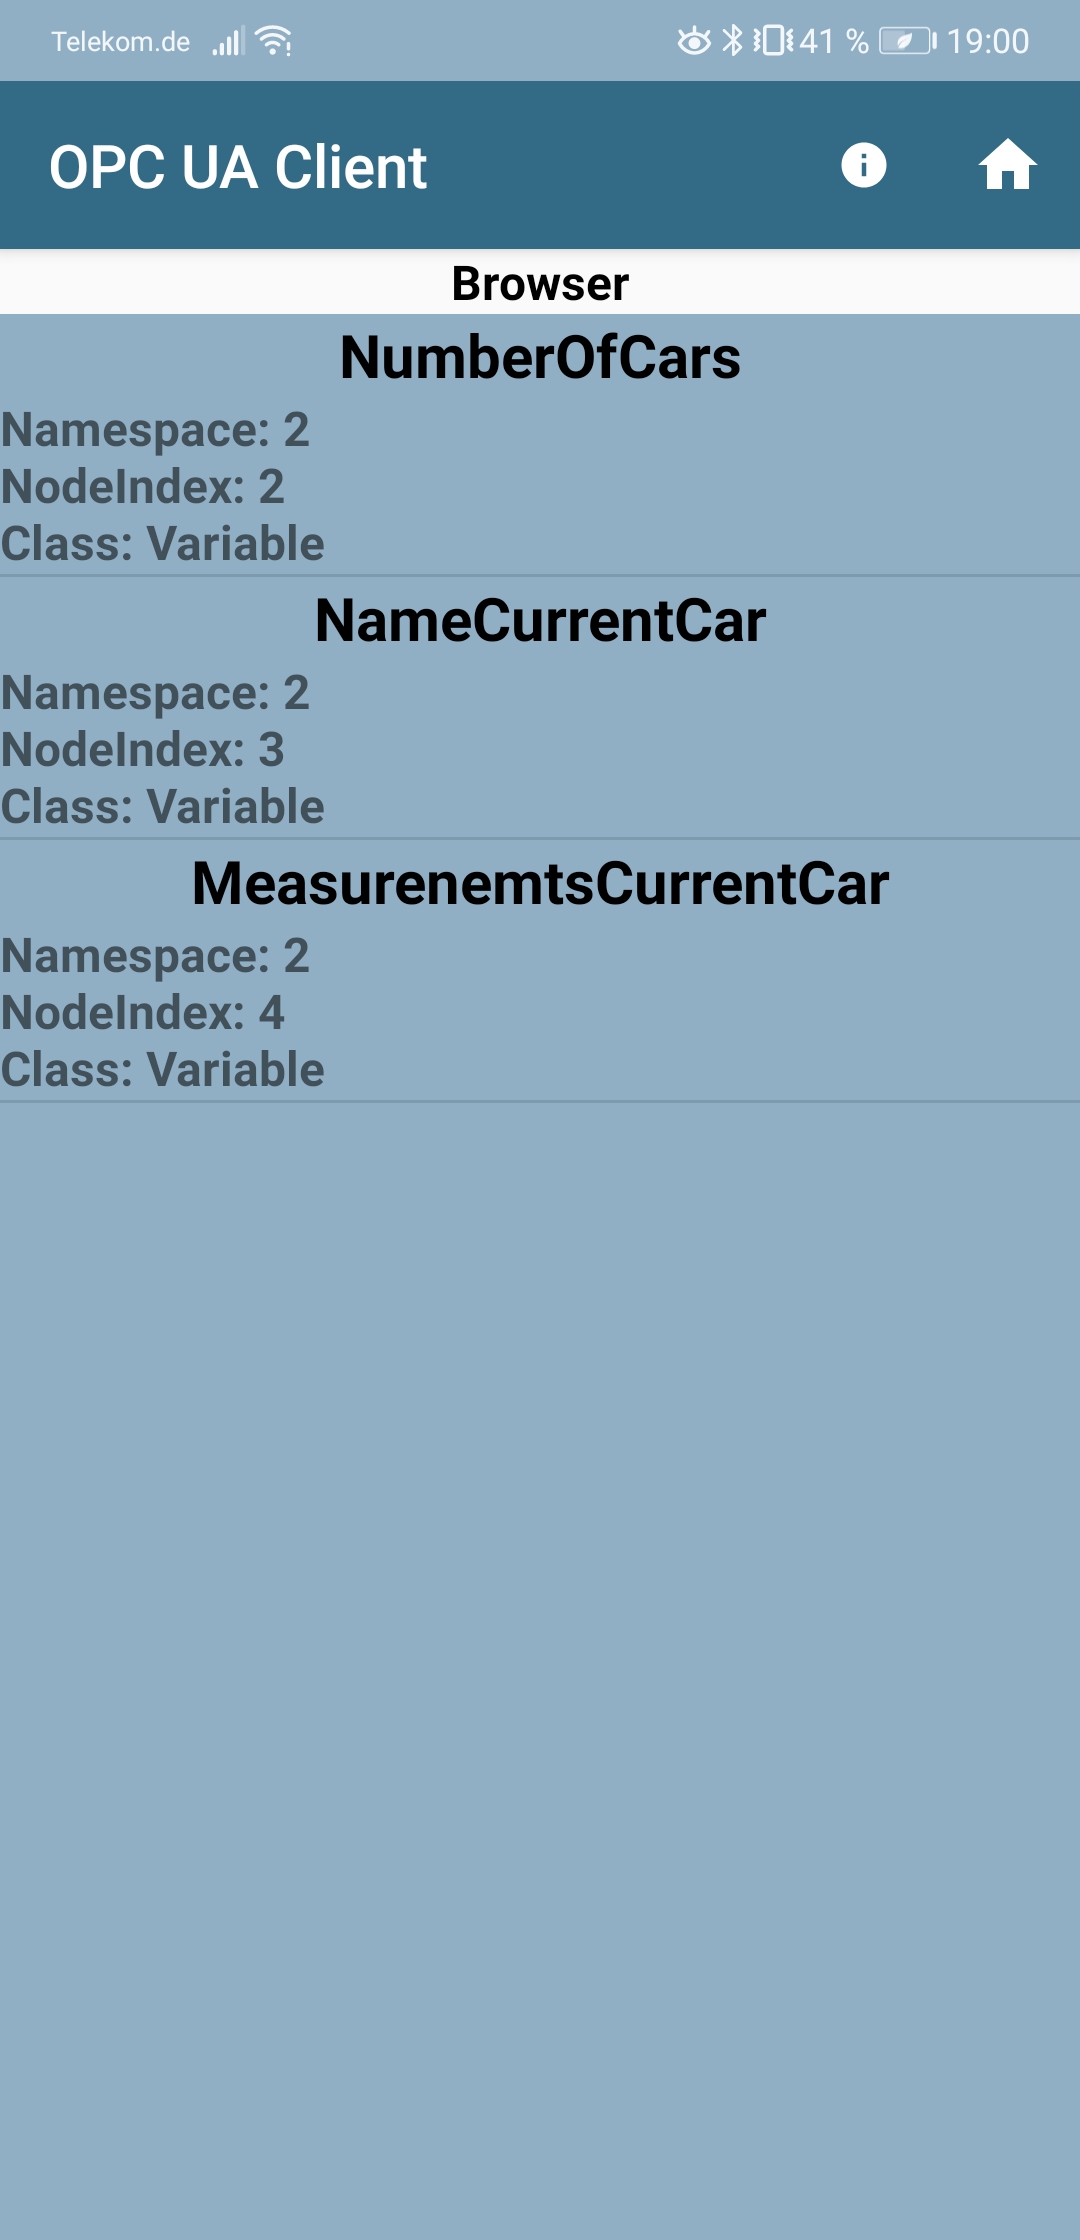 Telekom.de 41 % 19:00
OPC UA Client
Browser
NumberOfCars
Namespace: 2
NodeIndex: 2
Class: Variable
NameCurrentCar
Namespace: 2
NodeIndex: 3
Class: Variable
MeasurenemtsCurrentCar
Namespace: 2
NodeIndex: 4
Class: Variable